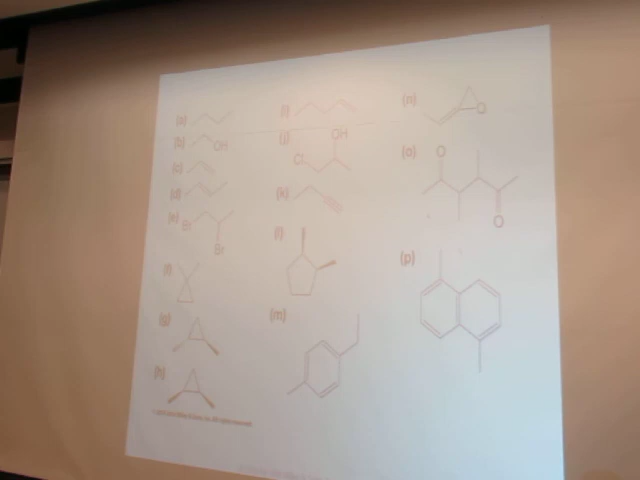 (a)
(b) OH
(c)
(d)
(e) Br
Br
(f)
(g)
(h)
(i)
(j) OH
Cl
(k)
(l)
(m)
(n) O
(o) O
O
(p)